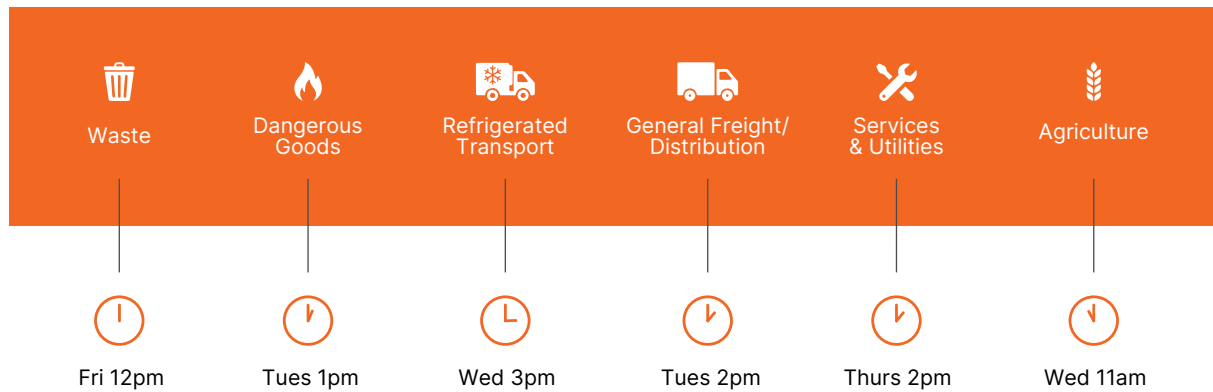 Waste
Dangerous
Goods
Refrigerated
Transport
General Freight/
Distribution
Services
& Utilities
Agriculture
Fri 12pm
Tues 1pm
Wed 3pm
Tues 2pm
Thurs 2pm
Wed 11am